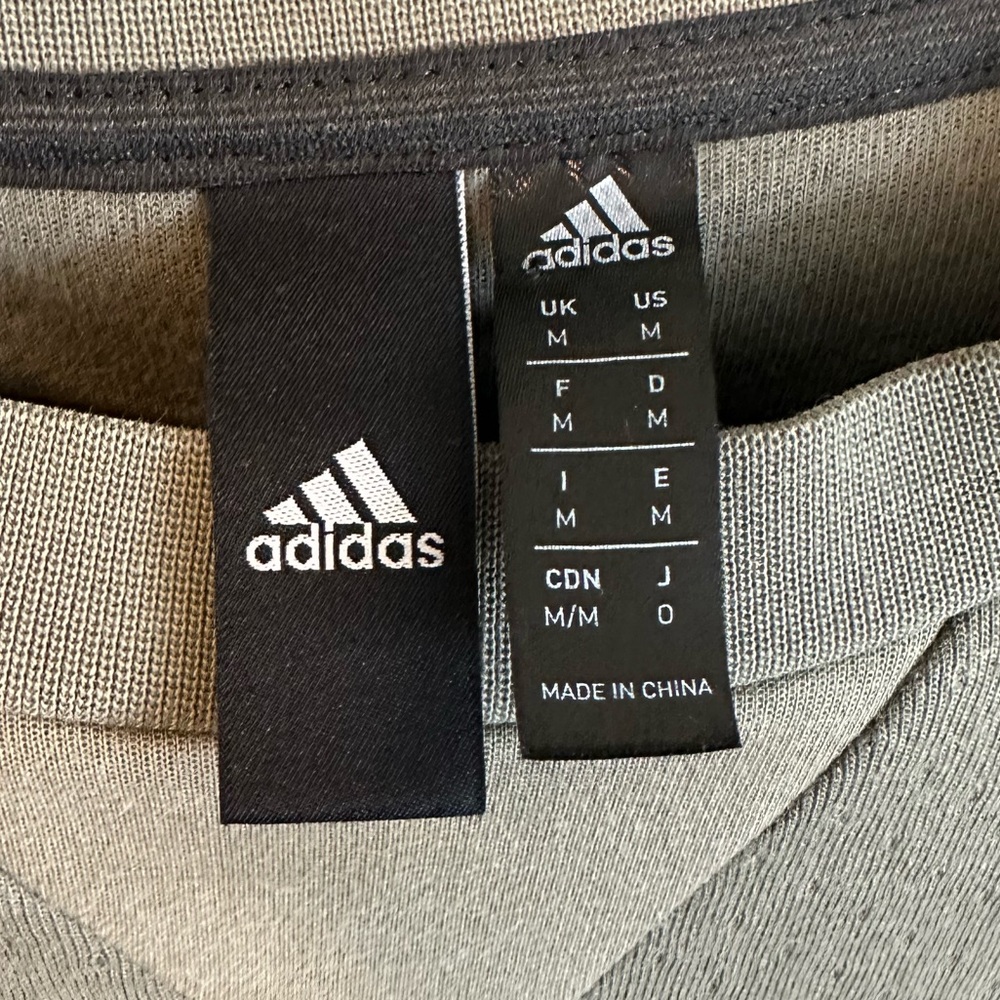 adidas
adidas
UK US
M M
F D
M M
I E
M M
CDN J
M/M O
MADE IN CHINA